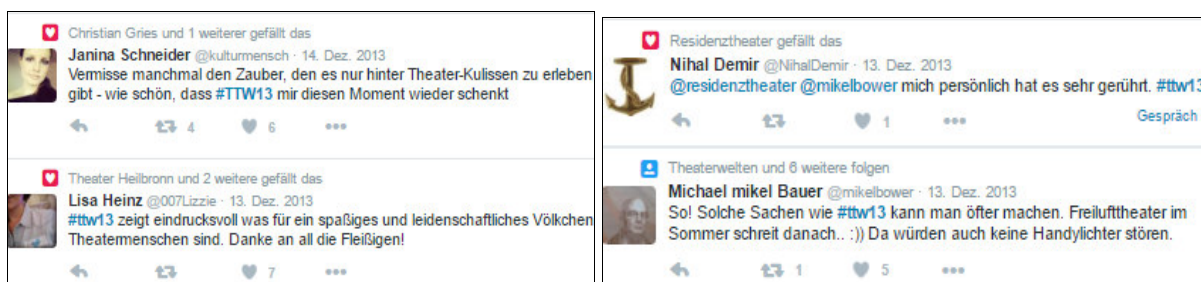 Christian Gries und 1 weiterer gefällt das
Janina Schneider @kulturmensch · 14. Dez. 2013
Vermisse manchmal den Zauber, den es nur hinter Theater-Kulissen zu erleben
gibt - wie schön, dass #TTW13 mir diesen Moment wieder schenkt
4 6
Theater Heilbronn und 2 weitere gefällt das
Lisa Heinz @007Lizzie · 13. Dez. 2013
#ttw13 zeigt eindrucksvoll was für ein spaßiges und leidenschaftliches Völkchen
Theatermenschen sind. Danke an all die Fleißigen!
7
Residenztheater gefällt das
Nihal Demir @NihalDemir · 13. Dez. 2013
@residenztheater @mikelbower mich persönlich hat es sehr gerührt. #ttw13
1 Gespräch
Theaterwelten und 6 weitere folgen
Michael mikel Bauer @mikelbower · 13. Dez. 2013
So! Solche Sachen wie #ttw13 kann man öfter machen. Freilufttheater im
Sommer schreit danach.. :)) Da würden auch keine Handylichter stören.
1 5